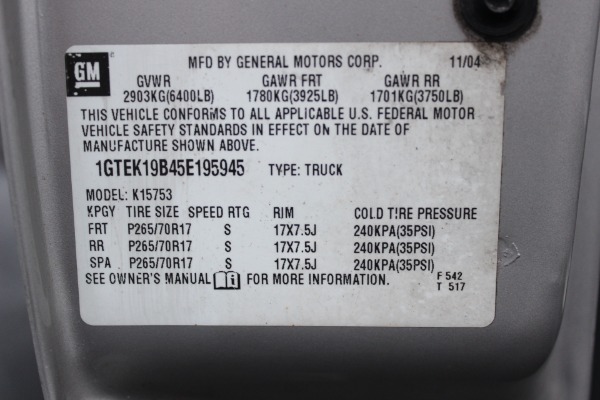 GM MFD BY GENERAL MOTORS CORP. 11/04
GVWR GAWR FRT GAWR RR
2903KG(6400LB) 1780KG(3925LB) 1701KG(3750LB)
THIS VEHICLE CONFORMS TO ALL APPLICABLE U.S. FEDERAL MOTOR
VEHICLE SAFETY STANDARDS IN EFFECT ON THE DATE OF
MANUFACTURE SHOWN ABOVE.
1GTEK19B45E195945 TYPE: TRUCK
MODEL: K15753
KPGY TIRE SIZE SPEED RTG RIM COLD TIRE PRESSURE
FRT P265/70R17 S 17X7.5J 240KPA(35PSI)
RR P265/70R17 S 17X7.5J 240KPA(35PSI)
SPA P265/70R17 S 17X7.5J 240KPA(35PSI)
SEE OWNER'S MANUAL FOR MORE INFORMATION. F 542
T 517